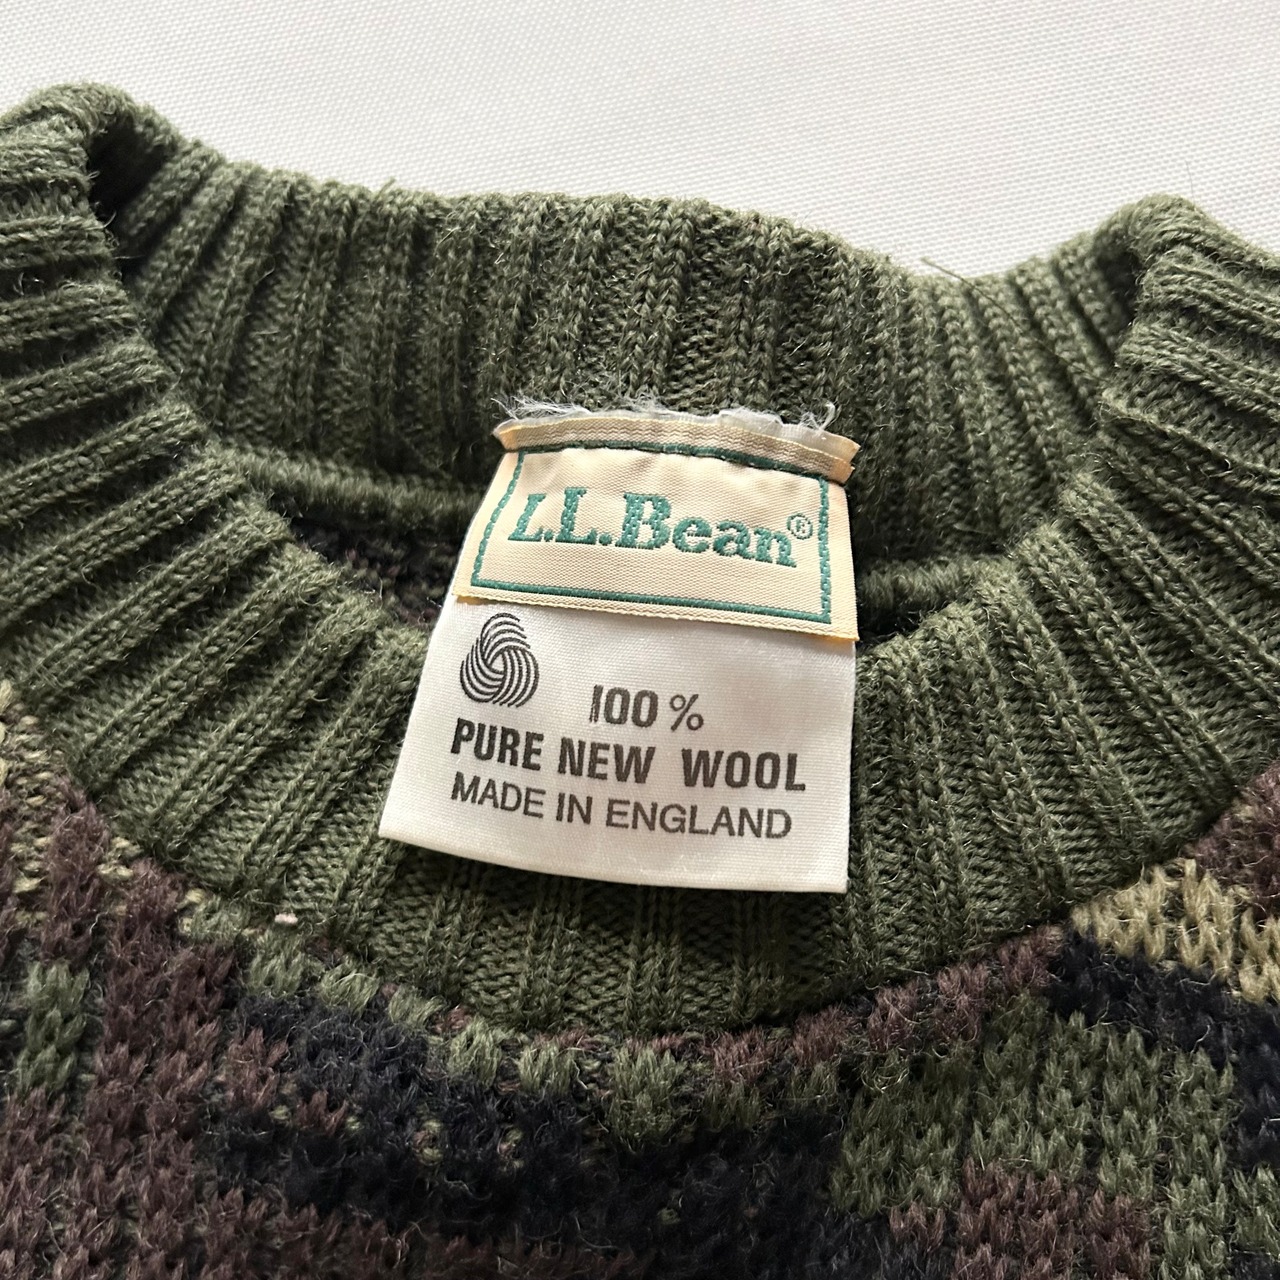 L.L.Bean®
100 %
PURE NEW WOOL
MADE IN ENGLAND